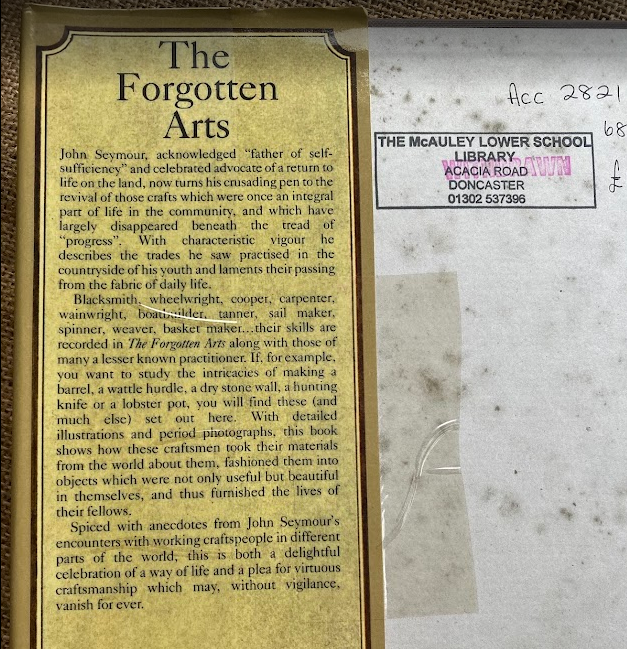 The
Forgotten
Arts
John Seymour, acknowledged "father of self-
sufficiency" and celebrated advocate of a return to
life on the land, now turns his crusading pen to the
revival of those crafts which were once an integral
part of life in the community, and which have
largely disappeared beneath the tread of
"progress". With characteristic vigour he
describes the trades he saw practised in the
countryside of his youth and laments their passing
from the fabric of daily life.
Blacksmith, wheelwright, cooper, carpenter,
wainwright, boatbuilder, tanner, sail maker,
spinner, weaver, basket maker...their skills are
recorded in The Forgotten Arts along with those of
many a lesser known practitioner. If, for example,
you want to study the intricacies of making a
barrel, a wattle hurdle, a dry stone wall, a hunting
knife or a lobster pot, you will find these (and
much else) set out here. With detailed
illustrations and period photographs, this book
shows how these craftsmen took their materials
from the world about them, fashioned them into
objects which were not only useful but beautiful
in themselves, and thus furnished the lives of
their fellows.
Spiced with anecdotes from John Seymour's
encounters with working craftspeople in different
parts of the world, this is both a delightful
celebration of a way of life and a plea for virtuous
craftsmanship which may, without vigilance,
vanish for ever.
Acc 2821
68
£
THE McAULEY LOWER SCHOOL
LIBRARY
ACACIA ROAD
DONCASTER
01302 537396